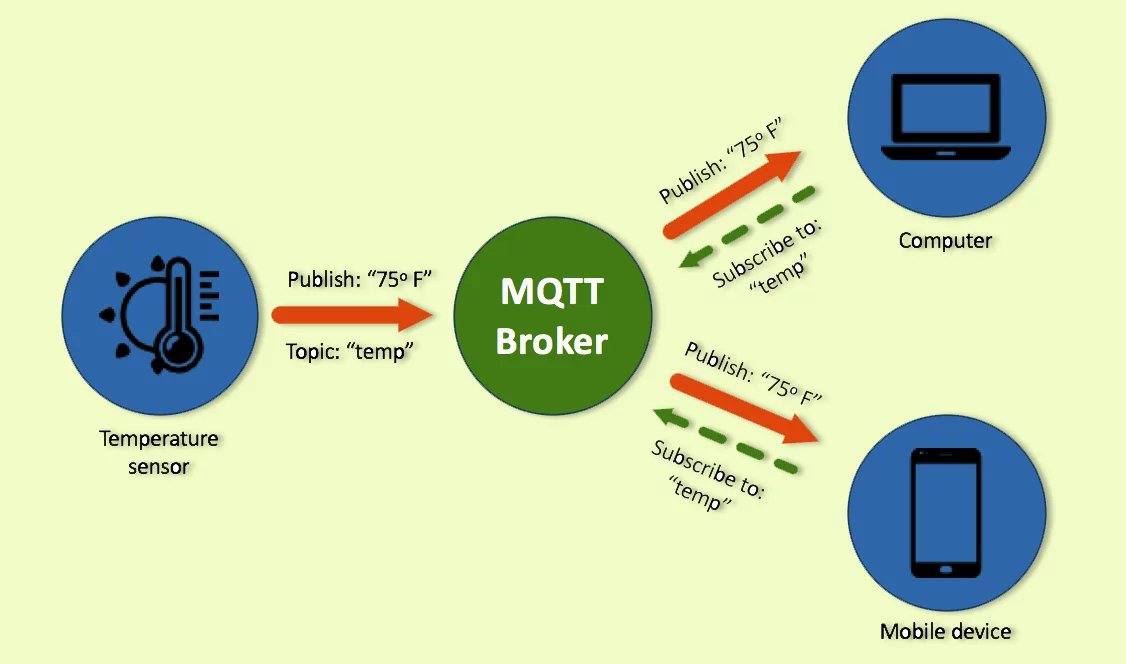 Publish: “75º F”
Topic: “temp”
Temperature
sensor
MQTT
Broker
Publish: “75º F”
Subscribe to:
“temp”
Computer
Publish: “75º F”
Subscribe to:
“temp”
Mobile device